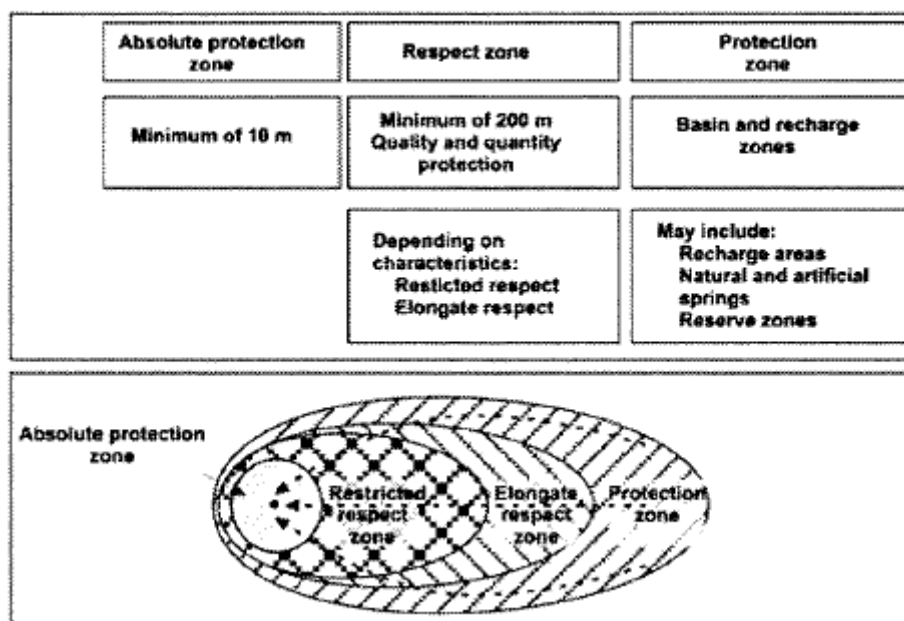 Absolute protection
zone
Respect zone
Protection
zone
Minimum of 10 m
Minimum of 200 m
Quality and quantity
protection
Basin and recharge
zones
Depending on
characteristics:
Resticted respect
Elongate respect
May include:
Recharge areas
Natural and artificial
springs
Reserve zones
Absolute protection
zone
Restricted
respect
zone
Elongate
respect
zone
Protection
zone